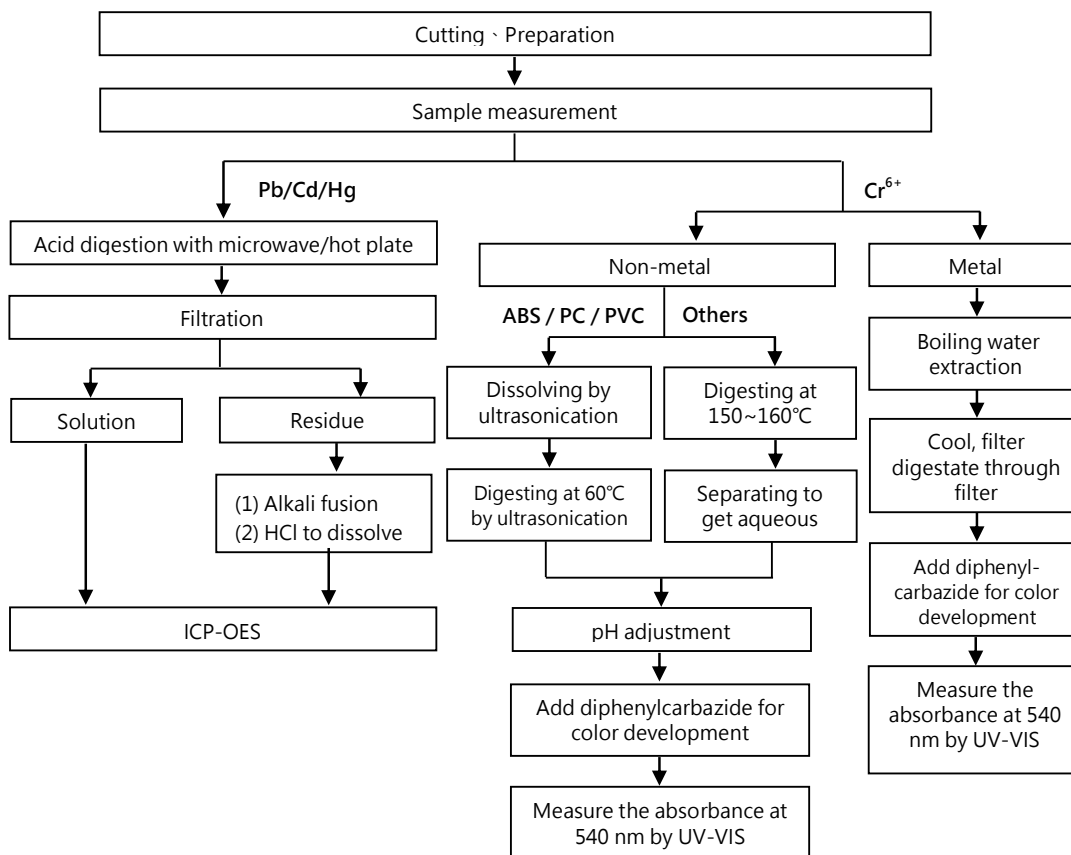 Cutting、Preparation
Sample measurement
Pb/Cd/Hg
Cr⁶⁺
Acid digestion with microwave/hot plate
Filtration
Solution
Residue
(1) Alkali fusion
(2) HCl to dissolve
ICP-OES
Non-metal
ABS / PC / PVC
Others
Dissolving by
ultrasonication
Digesting at
150~160℃
Digesting at 60℃
by ultrasonication
Separating to
get aqueous
pH adjustment
Add diphenylcarbazide for
color development
Measure the absorbance at
540 nm by UV-VIS
Metal
Boiling water
extraction
Cool, filter
digestate through
filter
Add diphenyl-
carbazide for color
development
Measure the
absorbance at 540
nm by UV-VIS